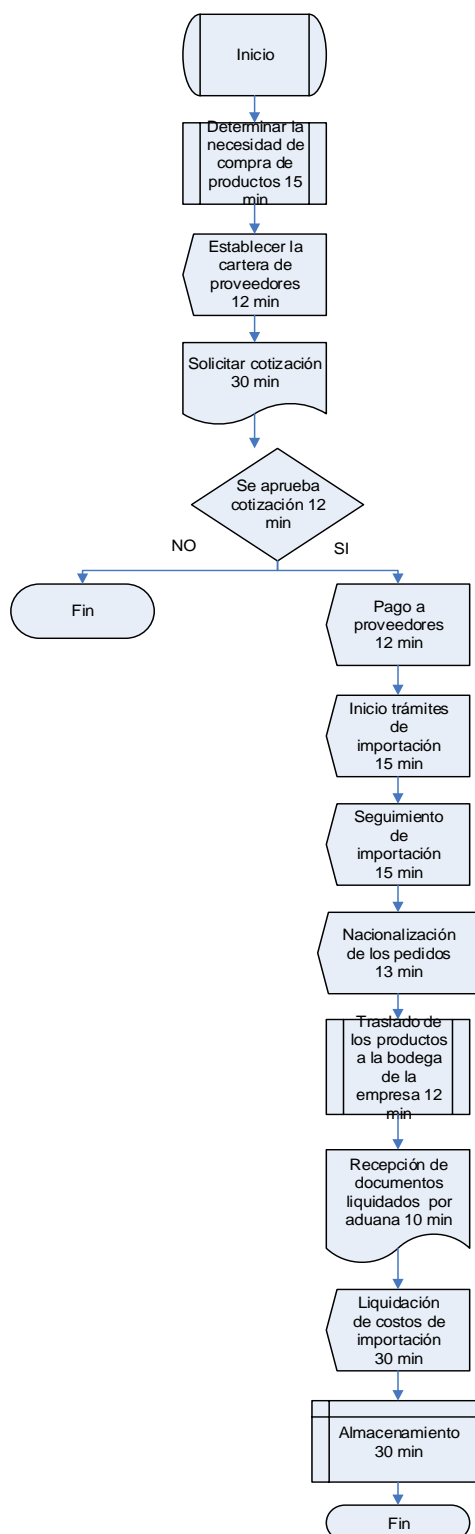 Inicio
Determinar la
necesidad de
compra de
productos 15
min
Establecer la
cartera de
proveedores
12 min
Solicitar cotización
30 min
Se aprueba
cotización 12
min
NO
SI
Fin
Pago a
proveedores
12 min
Inicio trámites
de
importación
15 min
Seguimiento
de
importación
15 min
Nacionalización
de los pedidos
13 min
Traslado de
los productos
a la bodega
de la
empresa 12
min
Recepción de
documentos
liquidados por
aduana 10 min
Liquidación
de costos de
importación
30 min
Almacenamiento
30 min
Fin